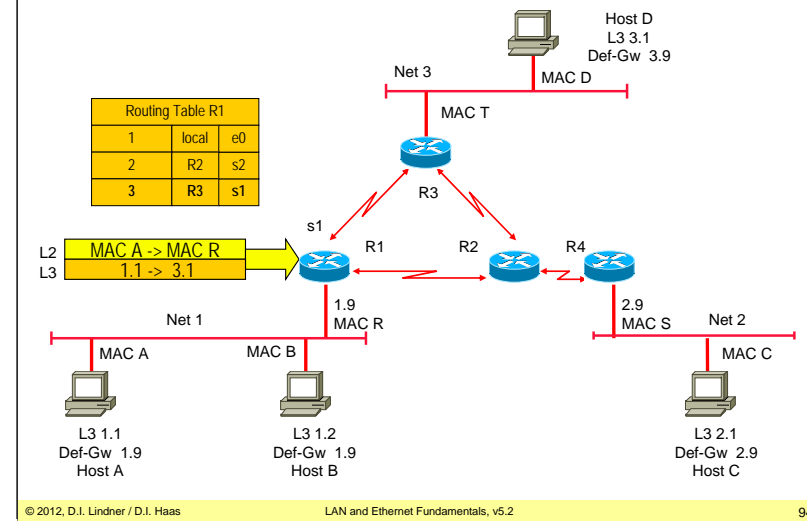 Host D
L3 3.1
Def-Gw 3.9
Net 3
MAC D
MAC T
Routing Table R1
1 local e0
2 R2 s2
3 R3 s1
R3
s1
R1
R2
R4
L2 MAC A -> MAC R
L3 1.1 -> 3.1
1.9
MAC R
2.9
MAC S
Net 1
Net 2
MAC A
MAC B
MAC C
L3 1.1
Def-Gw 1.9
Host A
L3 1.2
Def-Gw 1.9
Host B
L3 2.1
Def-Gw 2.9
Host C
© 2012, D.I. Lindner / D.I. Haas
LAN and Ethernet Fundamentals, v5.2